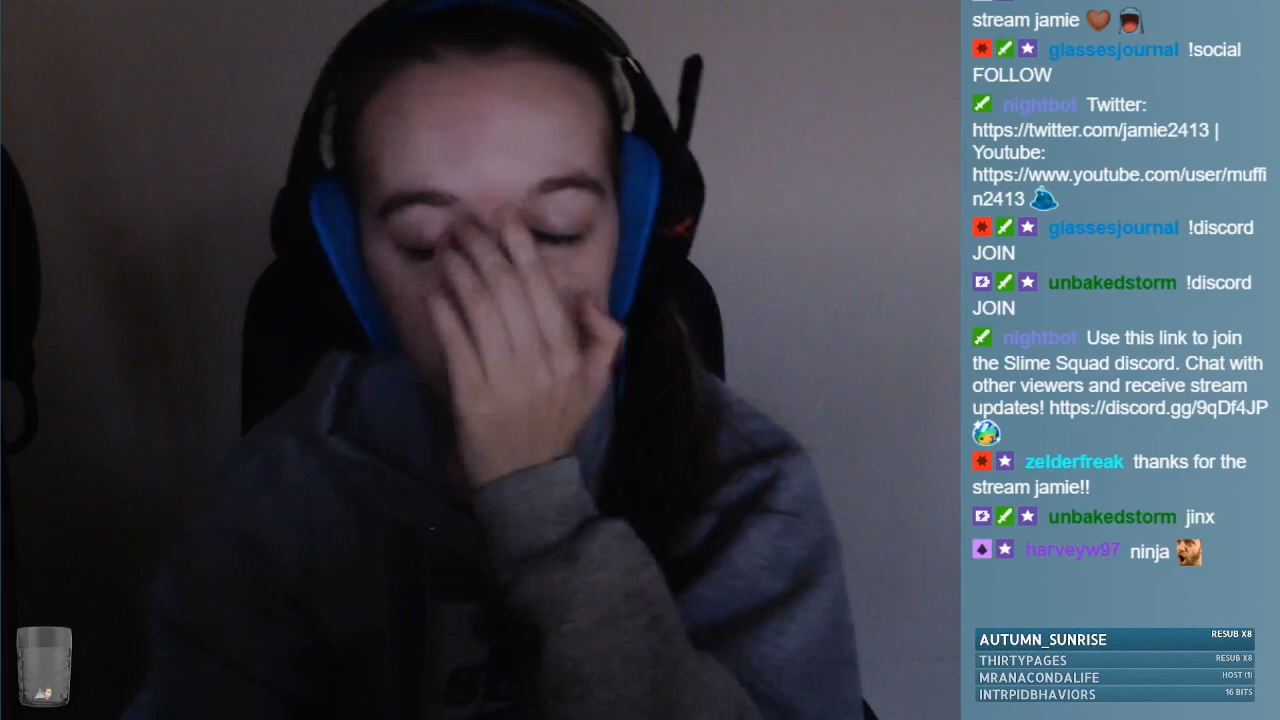 stream jamie
glassesjournal !social
FOLLOW
nightbot Twitter:
https://twitter.com/jamie2413 |
Youtube:
https://www.youtube.com/user/muffi
n2413
glassesjournal !discord
JOIN
unbakedstorm !discord
JOIN
nightbot Use this link to join
the Slime Squad discord. Chat with
other viewers and receive stream
updates! https://discord.gg/9qDf4JP
zelderfreak thanks for the
stream jamie!!
unbakedstorm jinx
harveyw97 ninja
AUTUMN_SUNRISE RESUB X8
THIRTYPAGES RESUB X8
MRANACONDALIFE HOST (1)
INTRPIDBHAVIORS 16 BITS